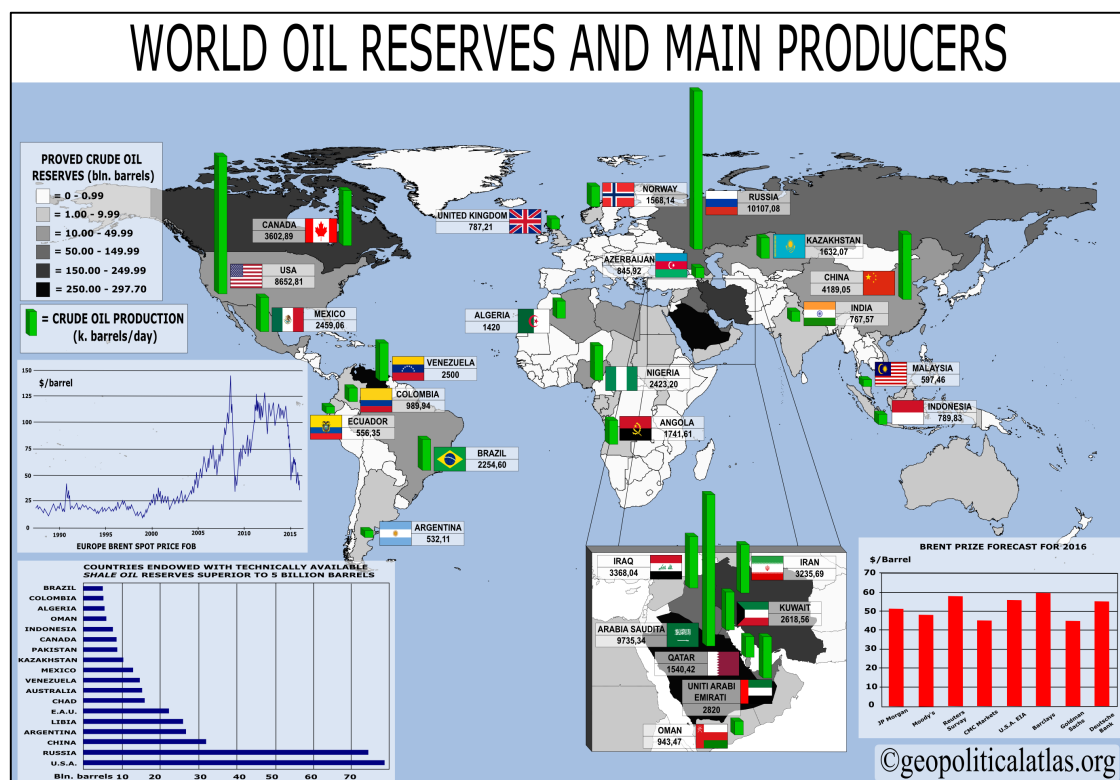 WORLD OIL RESERVES AND MAIN PRODUCERS
PROVED CRUDE OIL
RESERVES (bln. barrels)
= 0 - 0.99
= 1.00 - 9.99
= 10.00 - 49.99
= 50.00 - 149.99
= 150.00 - 249.99
= 250.00 - 297.70
= CRUDE OIL PRODUCTION
(k. barrels/day)
CANADA
3602,89
USA
8652,81
MEXICO
2459,06
UNITED KINGDOM
787,21
NORWAY
1568,14
RUSSIA
10107,08
AZERBAIJAN
845,92
KAZAKHSTAN
1632,07
CHINA
4189,05
INDIA
767,57
ALGERIA
1420
NIGERIA
2423,20
ANGOLA
1741,61
MALAYSIA
597,46
INDONESIA
789,83
VENEZUELA
2500
COLOMBIA
989,94
ECUADOR
556,35
BRAZIL
2254,60
ARGENTINA
532,11
IRAQ
3368,04
IRAN
3235,69
KUWAIT
2618,56
ARABIA SAUDITA
9735,34
QATAR
1540,42
UNITI ARABI
EMIRATI
2820
OMAN
943,47
$/barrel
150
125
100
75
50
25
0
1990 1995 2000 2005 2010 2015
EUROPE BRENT SPOT PRICE FOB
COUNTRIES ENDOWED WITH TECHNICALLY AVAILABLE
SHALE OIL RESERVES SUPERIOR TO 5 BILLION BARRELS
BRAZIL
COLOMBIA
ALGERIA
OMAN
INDONESIA
CANADA
PAKISTAN
KAZAKHSTAN
MEXICO
VENEZUELA
AUSTRALIA
CHAD
E.A.U.
LIBIA
ARGENTINA
CHINA
RUSSIA
U.S.A.
Bln. barrels 10 20 30 40 50 60 70
BRENT PRIZE FORECAST FOR 2016
$/Barrel
70
60
50
40
30
20
10
0
JP Morgan
Moody's
Reuters
Survey
CMC Markets
U.S.A. EIA
Barclays
Goldman
Sachs
Deutsche
Bank
©geopoliticalatlas.org